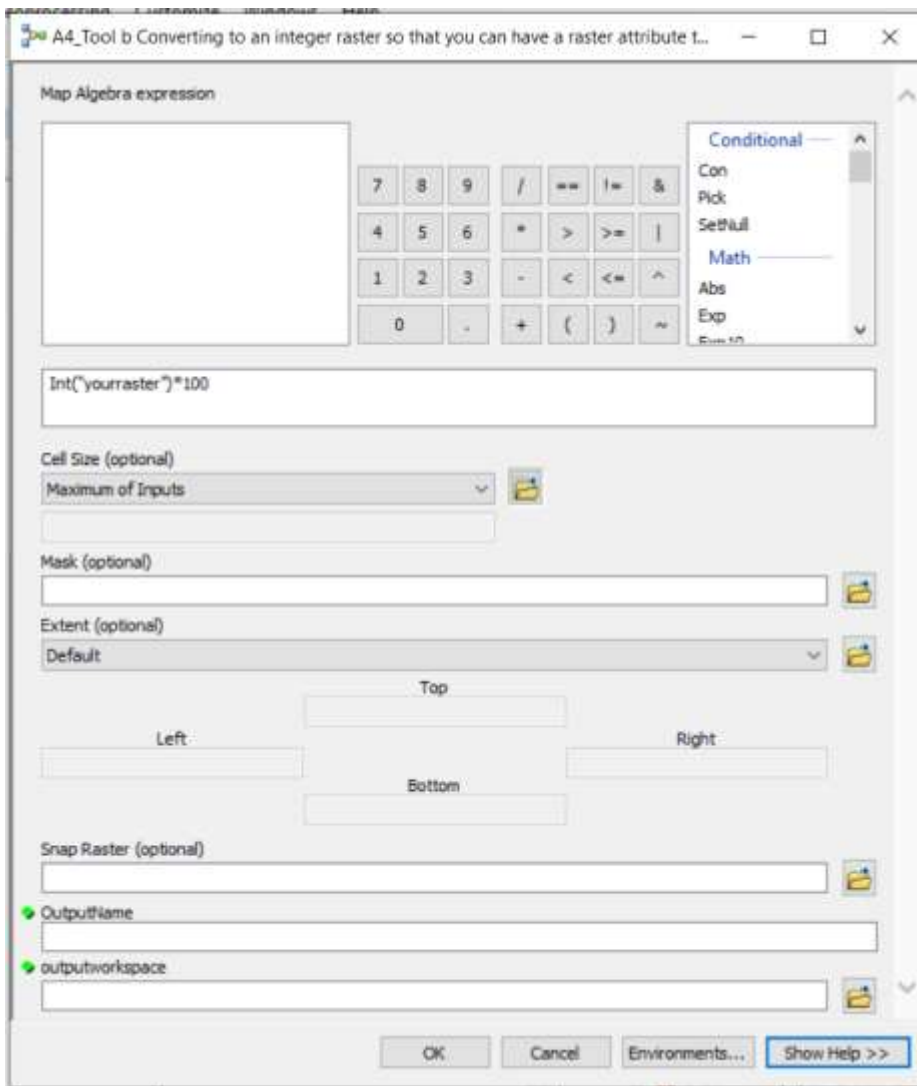 A4_Tool b Converting to an integer raster so that you can have a raster attribute t...
Map Algebra expression
Conditional
7 8 9 / == != & Con
Pick
4 5 6 * > >= | SetNull
Math
1 2 3 - < <= ^ Abs
0 . + ( ) ~ Exp
Int("yourraster")*100
Cell Size (optional)
Maximum of Inputs
Mask (optional)
Extent (optional)
Default
Top
Left Right
Bottom
Snap Raster (optional)
OutputName
outputworkspace
OK Cancel Environments... Show Help >>